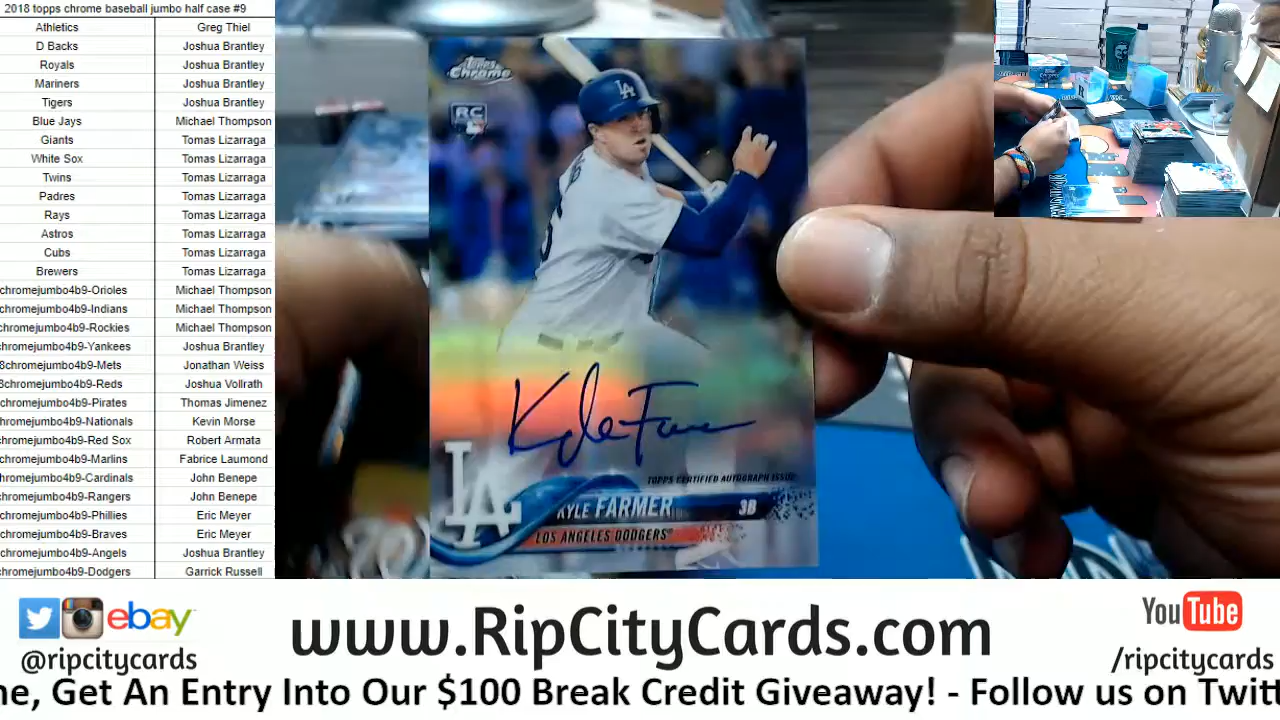 2018 topps chrome baseball jumbo half case #9
Athletics Greg Thiel
D Backs Joshua Brantley
Royals Joshua Brantley
Mariners Joshua Brantley
Tigers Joshua Brantley
Blue Jays Michael Thompson
Giants Tomas Lizarraga
White Sox Tomas Lizarraga
Twins Tomas Lizarraga
Padres Tomas Lizarraga
Rays Tomas Lizarraga
Astros Tomas Lizarraga
Cubs Tomas Lizarraga
Brewers Tomas Lizarraga
chromejumbo4b9-Orioles Michael Thompson
chromejumbo4b9-Indians Michael Thompson
chromejumbo4b9-Rockies Michael Thompson
chromejumbo4b9-Yankees Joshua Brantley
8chromejumbo4b9-Mets Jonathan Weiss
8chromejumbo4b9-Reds Joshua Vollrath
chromejumbo4b9-Pirates Thomas Jimenez
chromejumbo4b9-Nationals Kevin Morse
chromejumbo4b9-Red Sox Robert Armata
chromejumbo4b9-Marlins Fabrice Laumond
chromejumbo4b9-Cardinals John Benepe
chromejumbo4b9-Rangers John Benepe
chromejumbo4b9-Phillies Eric Meyer
chromejumbo4b9-Braves Eric Meyer
chromejumbo4b9-Angels Joshua Brantley
chromejumbo4b9-Dodgers Garrick Russell
Topps Chrome
RC
LA
Kyle Farmer
TOPPS CERTIFIED AUTOGRAPH ISSUE
LA
KYLE FARMER 3B
LOS ANGELES DODGERS
ebay
@ripcitycards
www.RipCityCards.com
YouTube
/ripcitycards
ne, Get An Entry Into Our $100 Break Credit Giveaway! - Follow us on Twitt